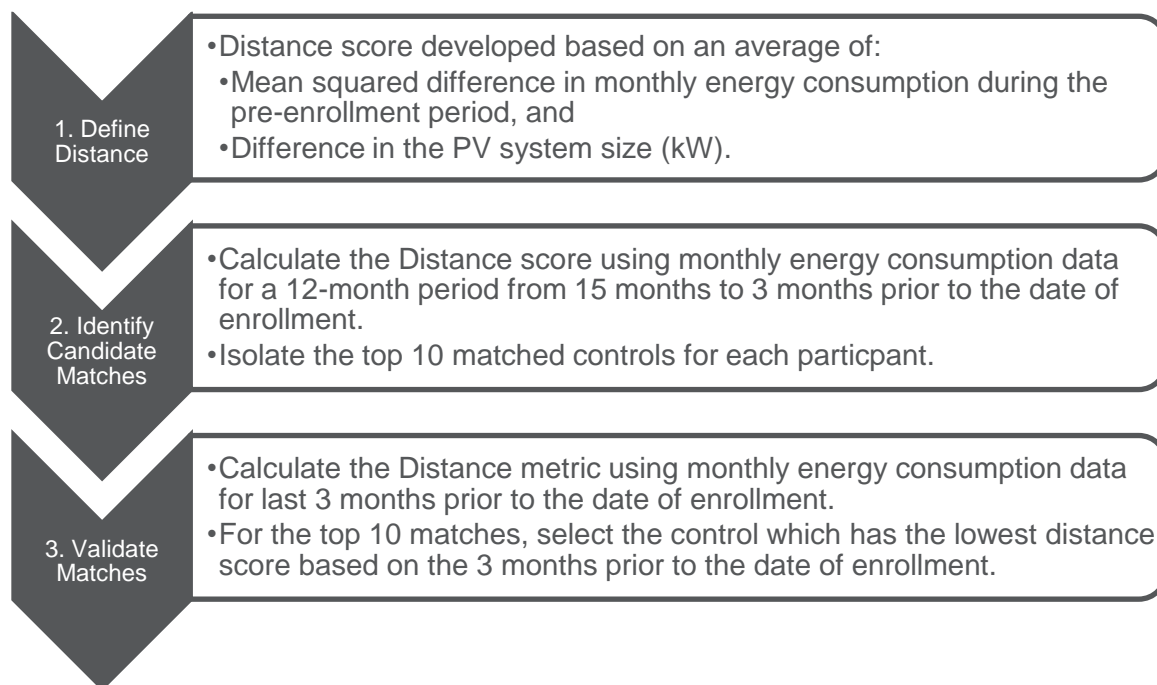 1. Define
Distance
•Distance score developed based on an average of:
•Mean squared difference in monthly energy consumption during the
pre-enrollment period, and
•Difference in the PV system size (kW).
2. Identify
Candidate
Matches
•Calculate the Distance score using monthly energy consumption data
for a 12-month period from 15 months to 3 months prior to the date of
enrollment.
•Isolate the top 10 matched controls for each particpant.
3. Validate
Matches
•Calculate the Distance metric using monthly energy consumption data
for last 3 months prior to the date of enrollment.
•For the top 10 matches, select the control which has the lowest distance
score based on the 3 months prior to the date of enrollment.